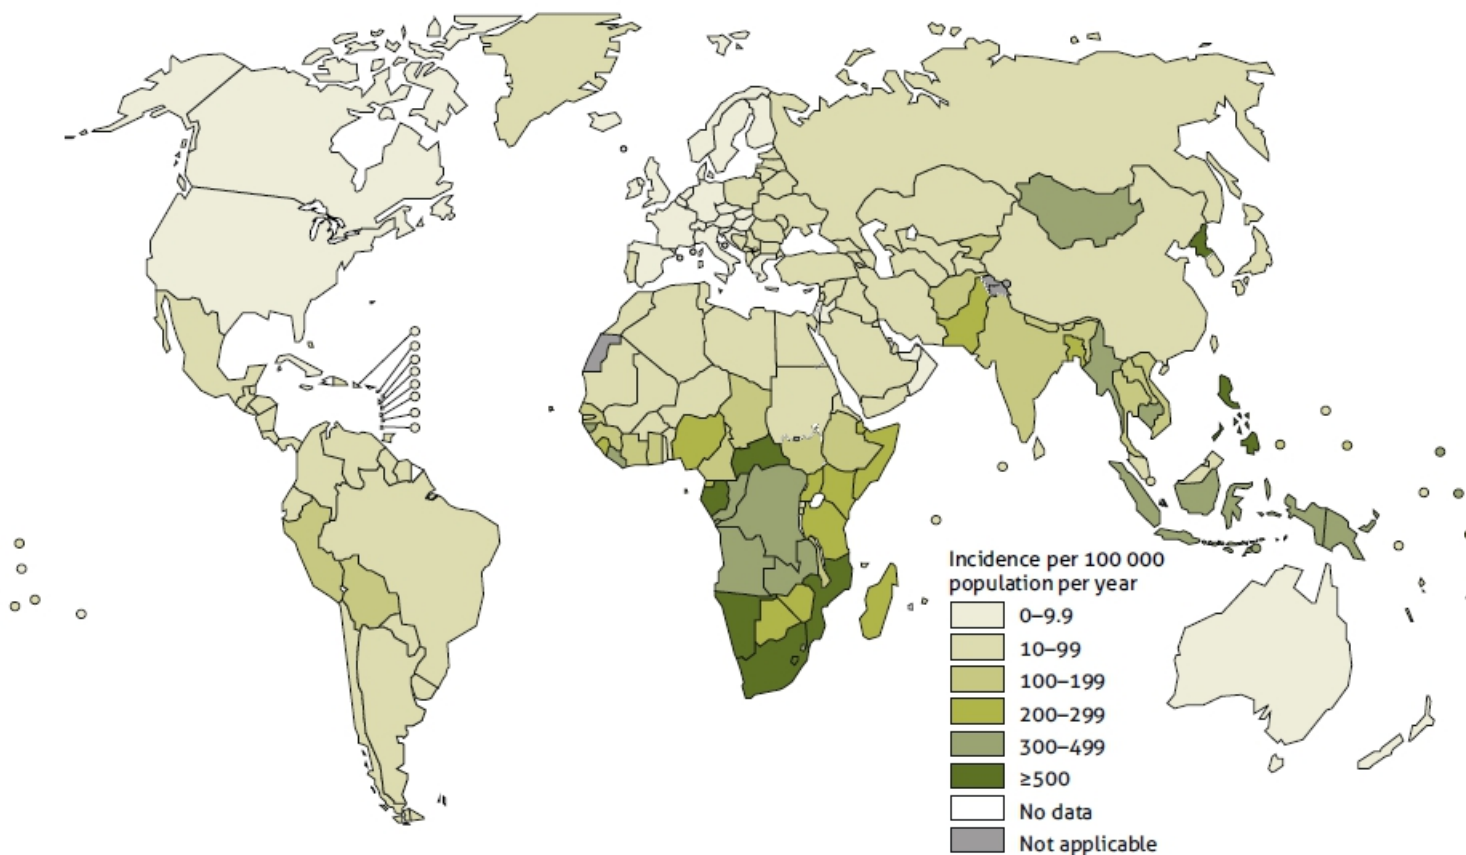 Incidence per 100 000
population per year
0–9.9
10–99
100–199
200–299
300–499
≥500
No data
Not applicable